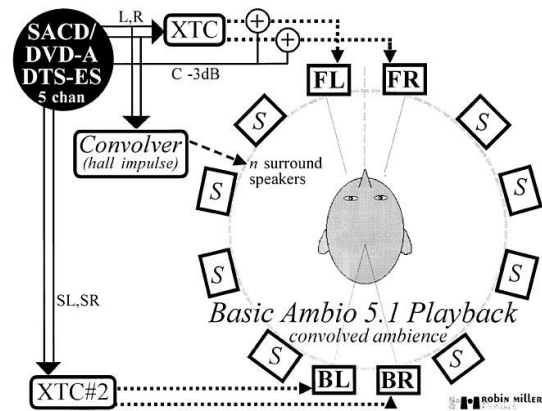 SACD/
DVD-A
DTS-ES
5 chan
L,R
XTC
C -3dB
FL
FR
Convolver
(hall impulse)
n surround
speakers
S
S
S
S
S
S
S
S
SL,SR
Basic Ambio 5.1 Playback
convolved ambience
BL
BR
XTC#2
ROBIN MILLER